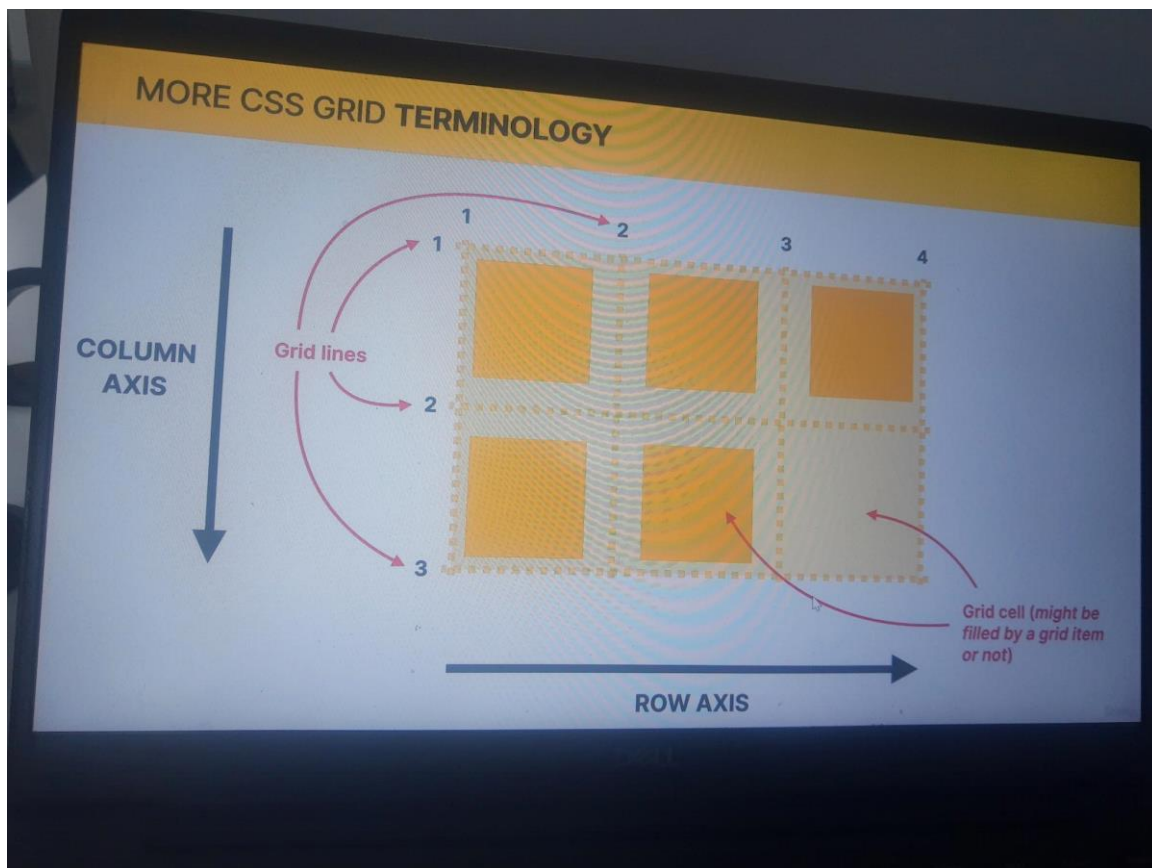 MORE CSS GRID TERMINOLOGY
1
2
3
4
1
Grid lines
COLUMN
AXIS
2
3
Grid cell (might be
filled by a grid item
or not)
ROW AXIS